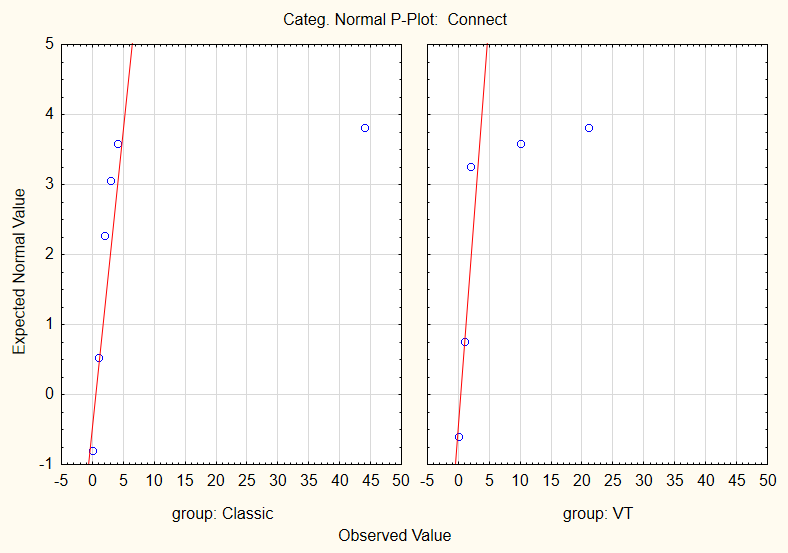 Categ. Normal P-Plot:  Connect
Expected Normal Value
5
4
3
2
1
0
-1
-5 0 5 10 15 20 25 30 35 40 45 50
-5 0 5 10 15 20 25 30 35 40 45 50
group: Classic
group: VT
Observed Value